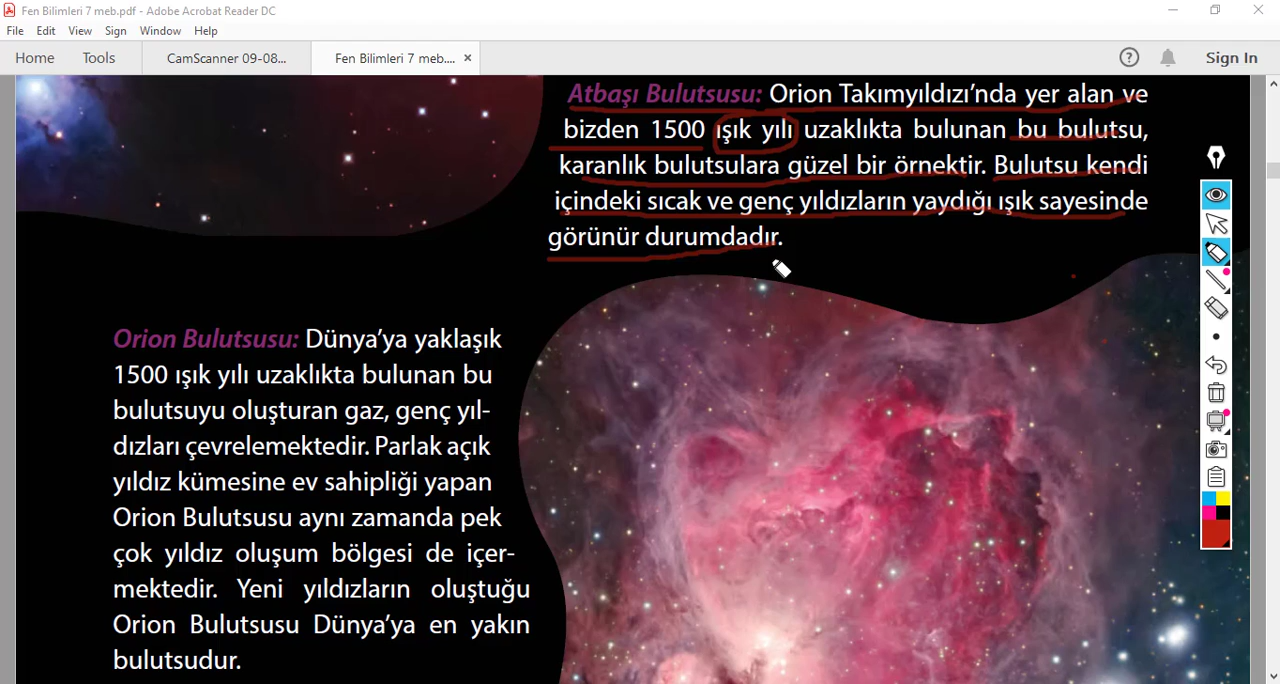 Fen Bilimleri 7 meb.pdf - Adobe Acrobat Reader DC
File Edit View Sign Window Help
Home Tools CamScanner 09-08... Fen Bilimleri 7 meb.... × Sign In
Atbaşı Bulutsusu: Orion Takımyıldızı’nda yer alan ve
bizden 1500 ışık yılı uzaklıkta bulunan bu bulutsu,
karanlık bulutsulara güzel bir örnektir. Bulutsu kendi
içindeki sıcak ve genç yıldızların yaydığı ışık sayesinde
görünür durumdadır.
Orion Bulutsusu: Dünya’ya yaklaşık
1500 ışık yılı uzaklıkta bulunan bu
bulutsuyu oluşturan gaz, genç yıl-
dızları çevrelemektedir. Parlak açık
yıldız kümesine ev sahipliği yapan
Orion Bulutsusu aynı zamanda pek
çok yıldız oluşum bölgesi de içer-
mektedir. Yeni yıldızların oluştuğu
Orion Bulutsusu Dünya’ya en yakın
bulutsudur.